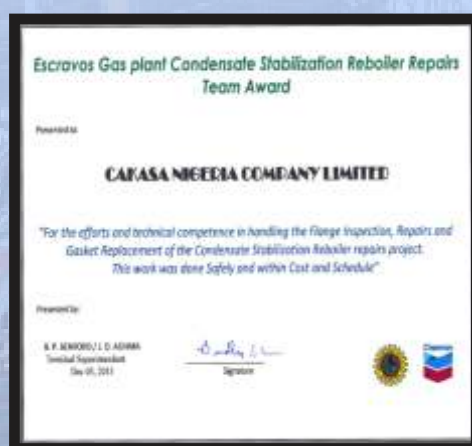 Escravos Gas plant Condensate Stabilization Reboiler Repairs
Team Award
Presented to:
CAKASA NIGERIA COMPANY LIMITED
"For the efforts and technical competence in handling the Flange Inspection, Repairs and
Gasket Replacement of the Condensate Stabilization Reboiler repairs project.
This work was done Safely and within Cost and Schedule"
Presented by:
Terminal Superintendent
Signature